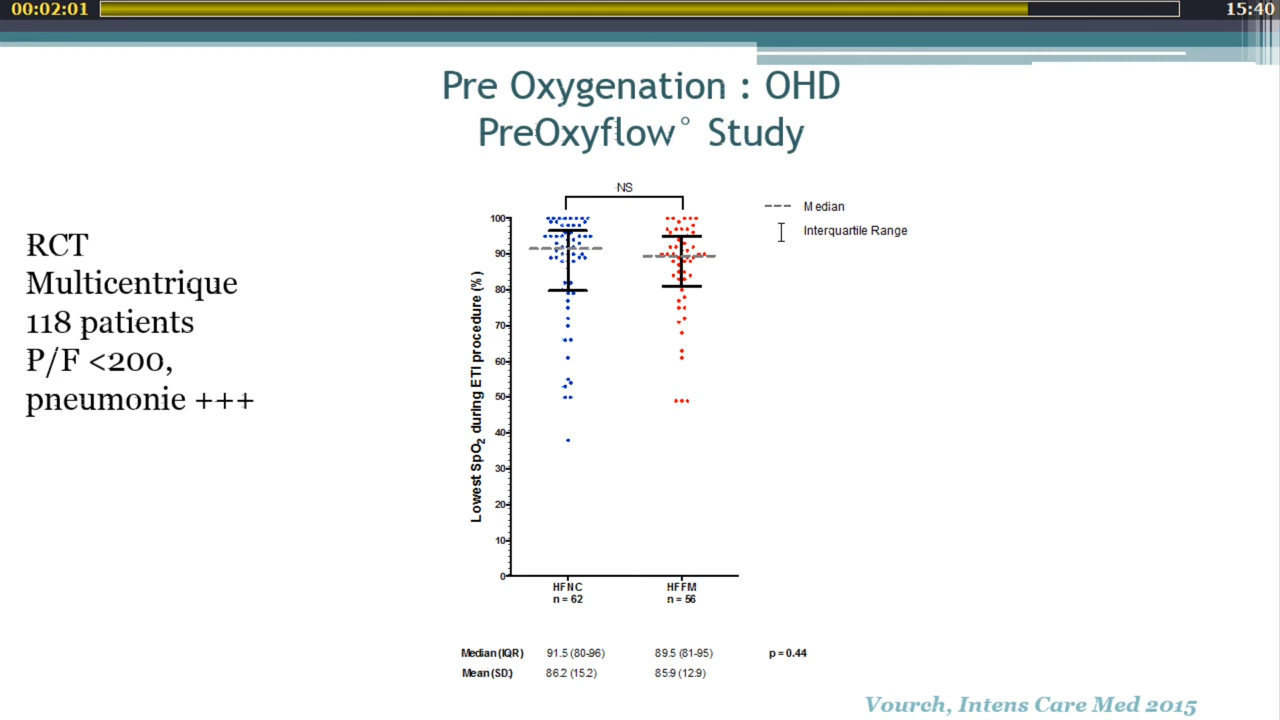 00:02:01
15:40
Pre Oxygenation : OHD
PreOxyflow° Study
RCT
Multicentrique
118 patients
P/F <200,
pneumonie +++
NS
Median
Interquartile Range
Lowest SpO2 during ETI procedure (%)
100
90
80
70
60
50
40
30
20
10
0
HFNC
n = 62
HFFM
n = 56
Median (IQR) 91.5 (80-96) 89.5 (81-95) p = 0.44
Mean (SD) 86.2 (15.2) 85.9 (12.9)
Vourch, Intens Care Med 2015